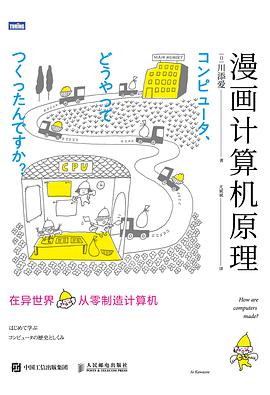 TURING
コンピュータ、
どうやって
つくったんですか?
MAIN MEMORY
CPU
漫画计算机原理
[日] 川添爱
著
译
在异世界
从零制造计算机
はじめて学ぶ
コンピュータの歴史としくみ
How are
computers
made?
Ai Kawazoe
中国工信出版集团
人民邮电出版社
POSTS & TELECOM PRESS